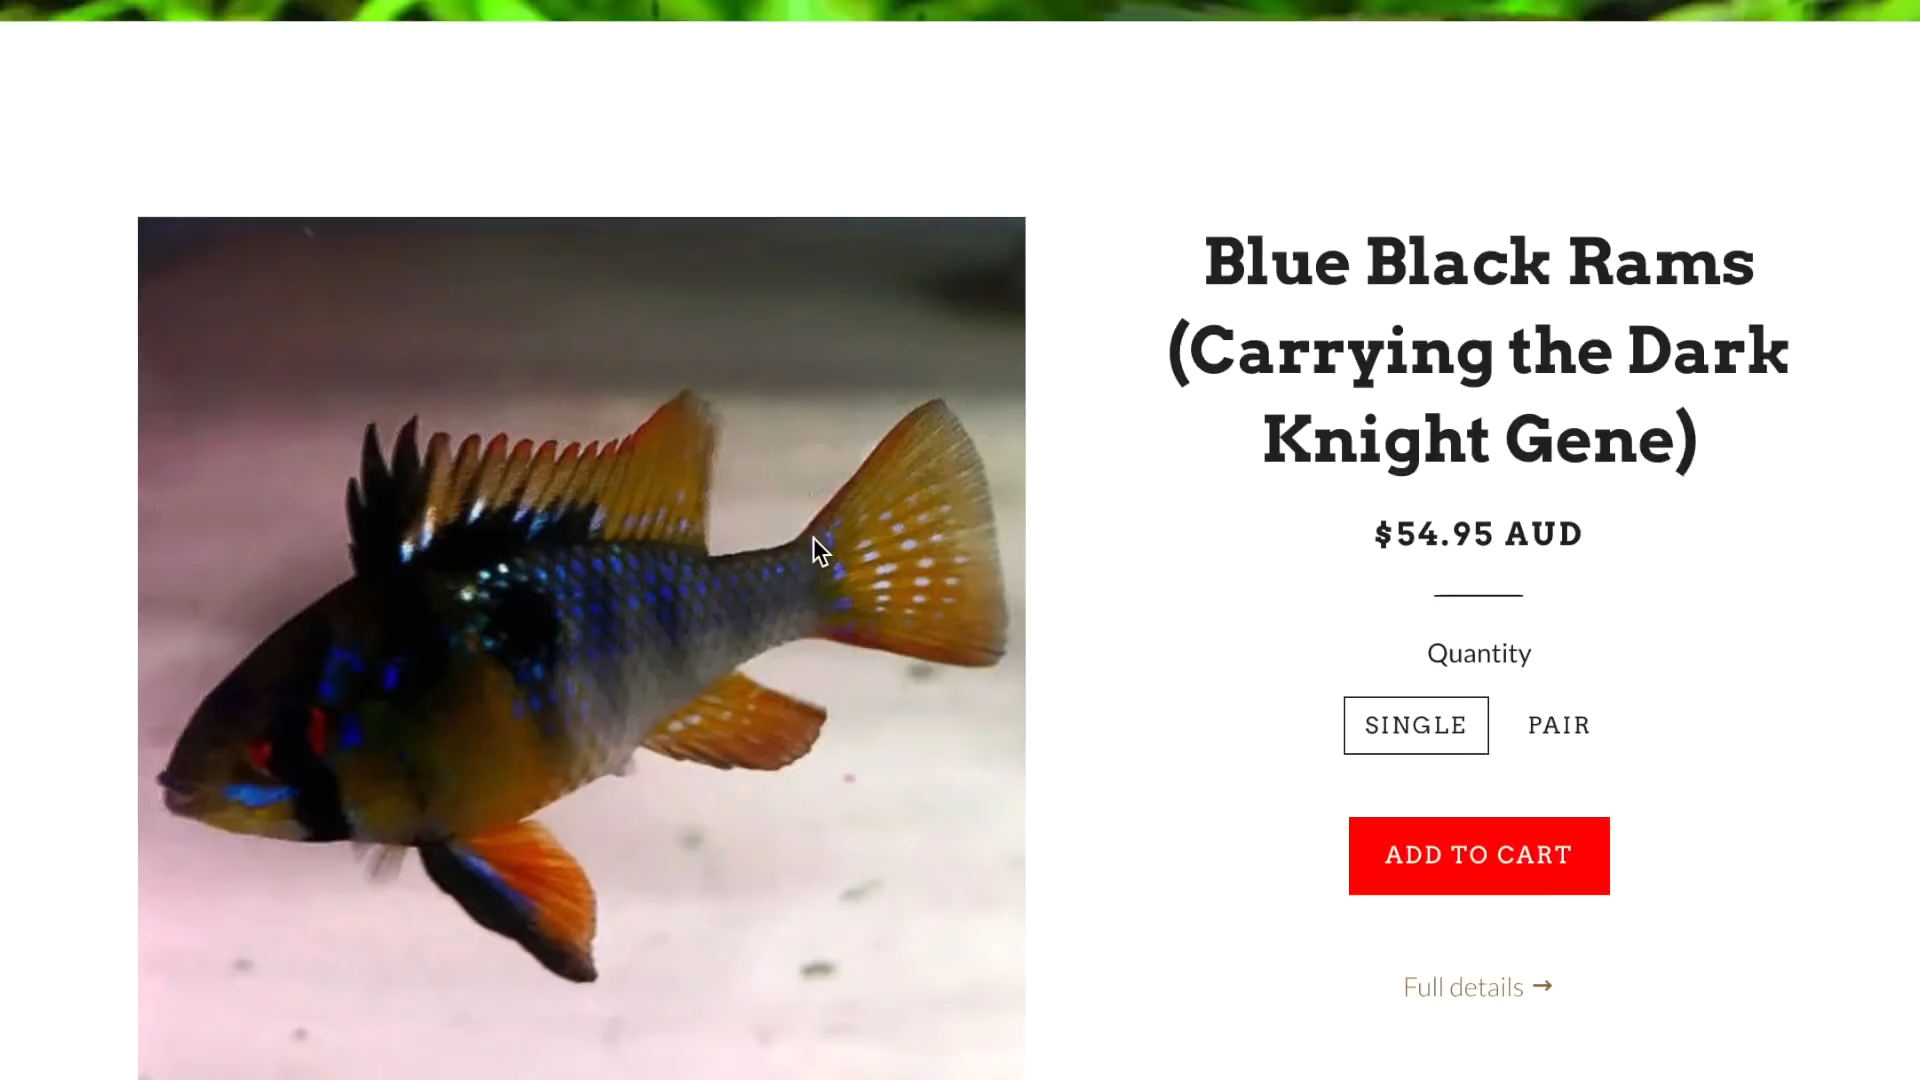 Blue Black Rams
(Carrying the Dark
Knight Gene)
$54.95 AUD
Quantity
SINGLE PAIR
ADD TO CART
Full details →